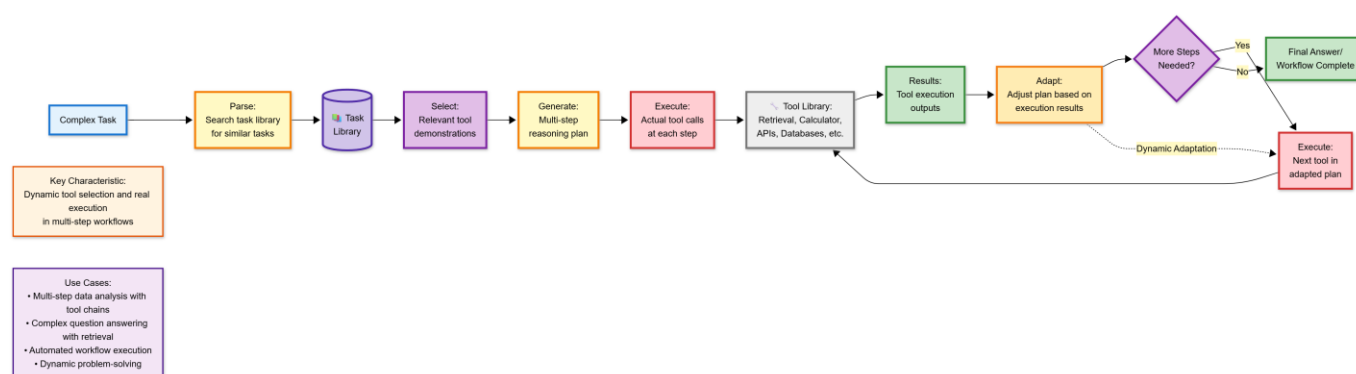 Complex Task
Parse:
Search task library
for similar tasks
Task
Library
Select:
Relevant tool
demonstrations
Generate:
Multi-step
reasoning plan
Execute:
Actual tool calls
at each step
Tool Library:
Retrieval, Calculator,
APIs, Databases, etc.
Results:
Tool execution
outputs
Adapt:
Adjust plan based on
execution results
More Steps
Needed?
Yes
No
Final Answer/
Workflow Complete
Dynamic Adaptation
Execute:
Next tool in
adapted plan
Key Characteristic:
Dynamic tool selection and real
execution
in multi-step workflows
Use Cases:
• Multi-step data analysis with
tool chains
• Complex question answering
with retrieval
• Automated workflow execution
• Dynamic problem-solving